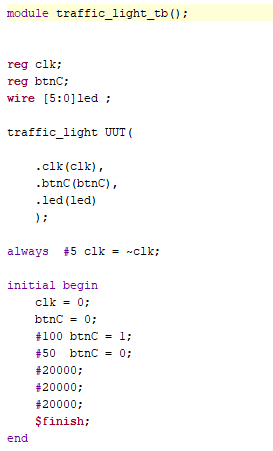 module traffic_light_tb();
reg clk;
reg btnC;
wire [5:0]led ;
traffic_light UUT(
.clk(clk),
.btnC(btnC),
.led(led)
);
always  #5 clk = ~clk;
initial begin
clk = 0;
btnC = 0;
#100 btnC = 1;
#50  btnC = 0;
#20000;
#20000;
#20000;
$finish;
end